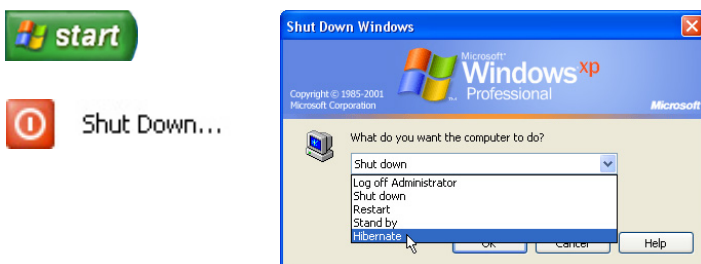 start
Shut Down...
Shut Down Windows
Copyright © 1985-2001
Microsoft Corporation
Microsoft®
Windows xp
Professional
Microsoft
What do you want the computer to do?
Shut down
Log off Administrator
Shut down
Restart
Stand by
Hibernate
OK Cancel Help